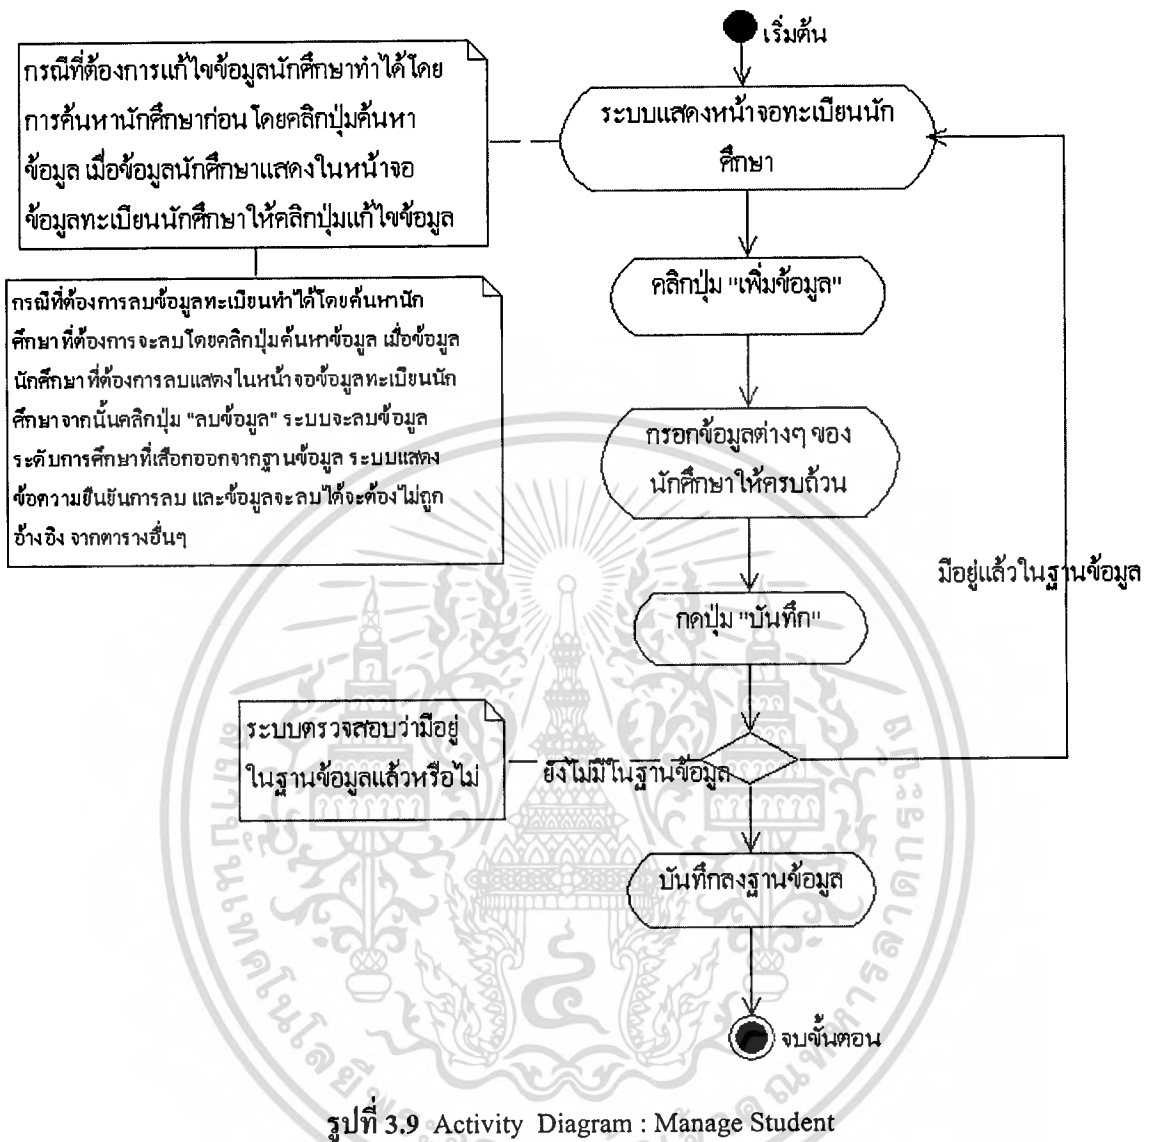 เริ่มต้น
กรณีที่ต้องการแก้ไขข้อมูลนักศึกษาทำได้โดย
การค้นหานักศึกษาก่อน โดยคลิกปุ่มค้นหา
ข้อมูล เมื่อข้อมูลนักศึกษาแสดงในหน้าจอ
ข้อมูลทะเบียนนักศึกษาให้คลิกปุ่มแก้ไขข้อมูล
ระบบแสดงหน้าจอทะเบียนนัก
ศึกษา
กรณีที่ต้องการลบข้อมูลทะเบียนทำได้โดยค้นหานัก
ศึกษาที่ต้องการจะลบโดยคลิกปุ่มค้นหาข้อมูล เมื่อข้อมูล
นักศึกษาที่ต้องการลบแสดงในหน้าจอข้อมูลทะเบียนนัก
ศึกษาจากนั้นคลิกปุ่ม "ลบข้อมูล" ระบบจะลบข้อมูล
ระดับการศึกษาที่เลือกออกจากฐานข้อมูล ระบบแสดง
ข้อความยืนยันการลบ และข้อมูลจะลบได้จะต้องไม่ถูก
อ้างอิง จากตารางอื่นๆ
คลิกปุ่ม "เพิ่มข้อมูล"
กรอกข้อมูลต่างๆ ของ
นักศึกษาให้ครบถ้วน
มีอยู่แล้วในฐานข้อมูล
กดปุ่ม "บันทึก"
ระบบตรวจสอบว่ามีอยู่
ในฐานข้อมูลแล้วหรือไม่
ยังไม่มีในฐานข้อมูล
บันทึกลงฐานข้อมูล
จบขั้นตอน
รูปที่ 3.9 Activity Diagram : Manage Student